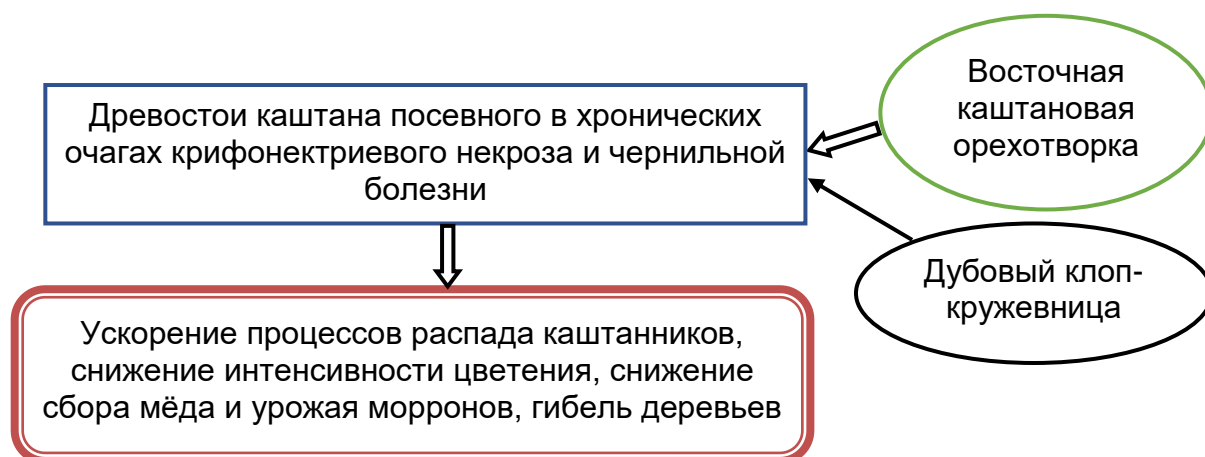 Древостои каштана посевного в хронических
очагах крифонектриевого некроза и чернильной
болезни
Восточная
каштановая
орехотворка
Дубовый клоп-
кружевница
Ускорение процессов распада каштанников,
снижение интенсивности цветения, снижение
сбора мёда и урожая морронов, гибель деревьев